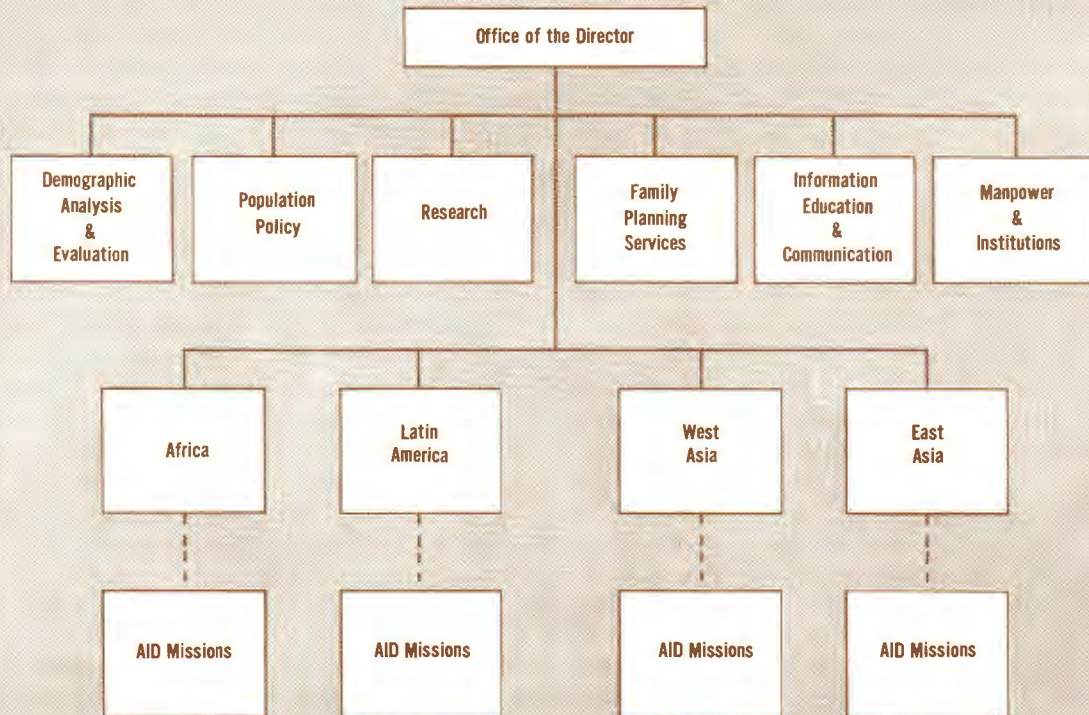 Office of the Director
Demographic
Analysis
&
Evaluation
Population
Policy
Research
Family
Planning
Services
Information
Education
&
Communication
Manpower
&
Institutions
Africa
Latin
America
West
Asia
East
Asia
AID Missions
AID Missions
AID Missions
AID Missions